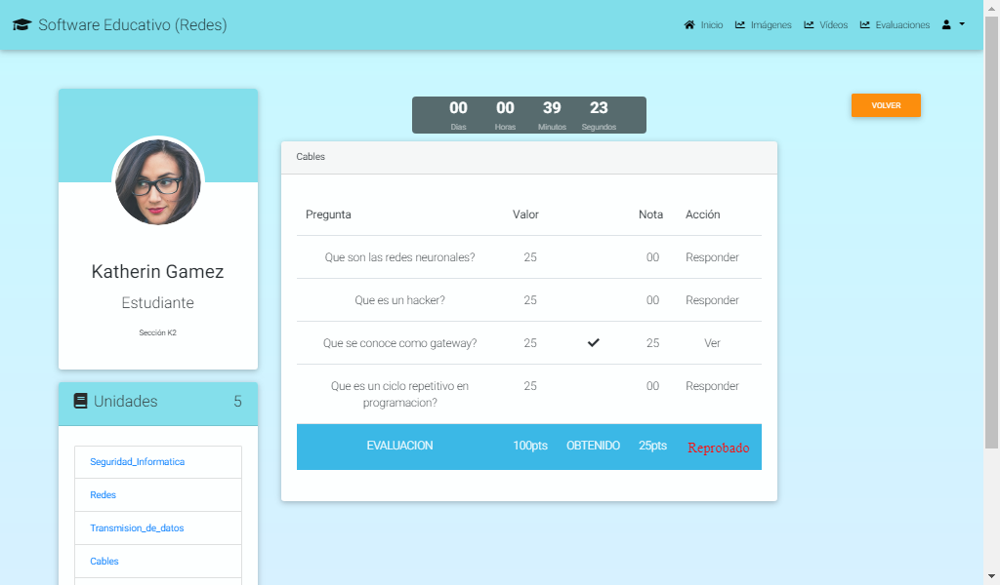 Software Educativo (Redes)
Inicio
Imágenes
Vídeos
Evaluaciones
00 00 39 23
Días Horas Minutos Segundos
VOLVER
Katherin Gamez
Estudiante
Sección K2
Unidades 5
Seguridad_Informatica
Redes
Transmision_de_datos
Cables
Cables
Pregunta Valor Nota Acción
Que son las redes neuronales? 25 00 Responder
Que es un hacker? 25 00 Responder
Que se conoce como gateway? 25 25 Ver
Que es un ciclo repetitivo en
programacion? 25 00 Responder
EVALUACION 100pts OBTENIDO 25pts Reprobado